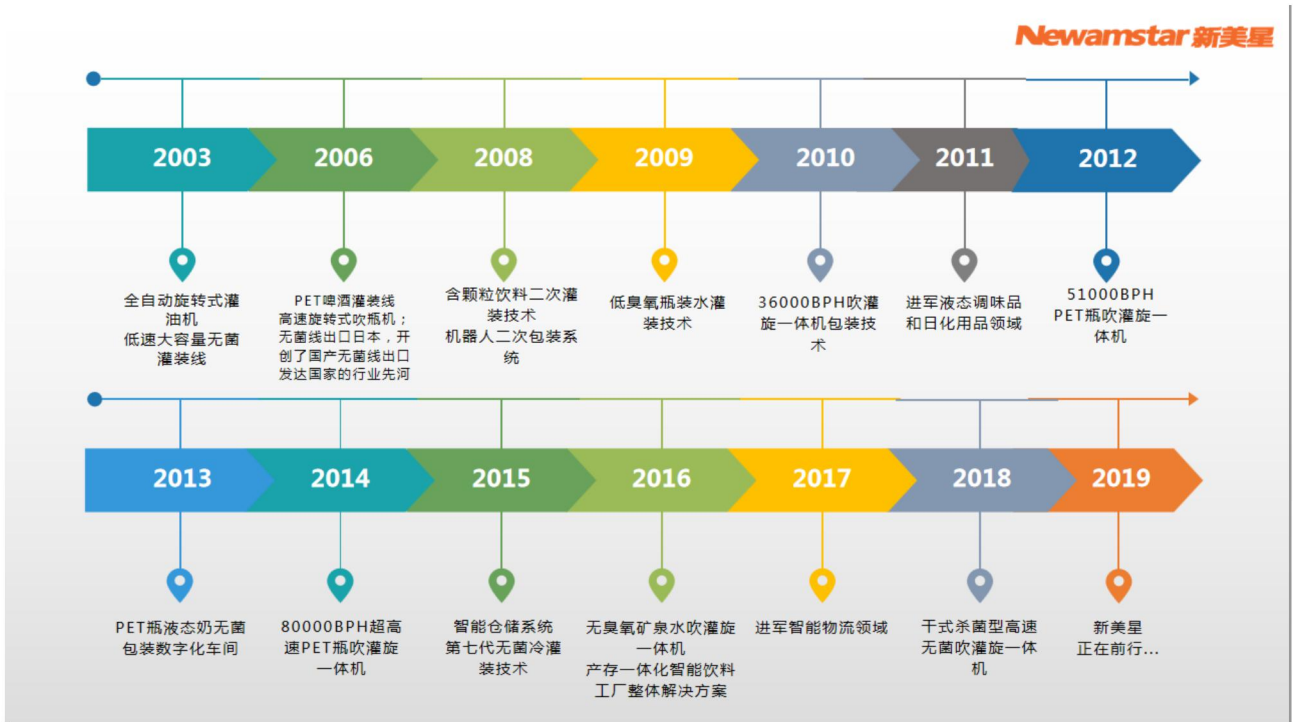 Newamstar 新美星
2003
2006
2008
2009
2010
2011
2012
全自动旋转式灌
油机
低速大容量无菌
灌装线
PET啤酒灌装线
高速旋转式吹瓶机；
无菌线出口日本，开
创了国产无菌线出口
发达国家的行业先河
含颗粒饮料二次灌
装技术
机器人二次包装系
统
低臭氧瓶装水灌
装技术
36000BPH吹灌
旋一体机包装技
术
进军液态调味品
和日化用品领域
51000BPH
PET瓶吹灌旋一
体机
2013
2014
2015
2016
2017
2018
2019
PET瓶液态奶无菌
包装数字化车间
80000BPH超高
速PET瓶吹灌旋
一体机
智能仓储系统
第七代无菌冷灌
装技术
无臭氧矿泉水吹灌旋
一体机
产存一体化智能饮料
工厂整体解决方案
进军智能物流领域
干式杀菌型高速
无菌吹灌旋一体
机
新美星
正在前行...